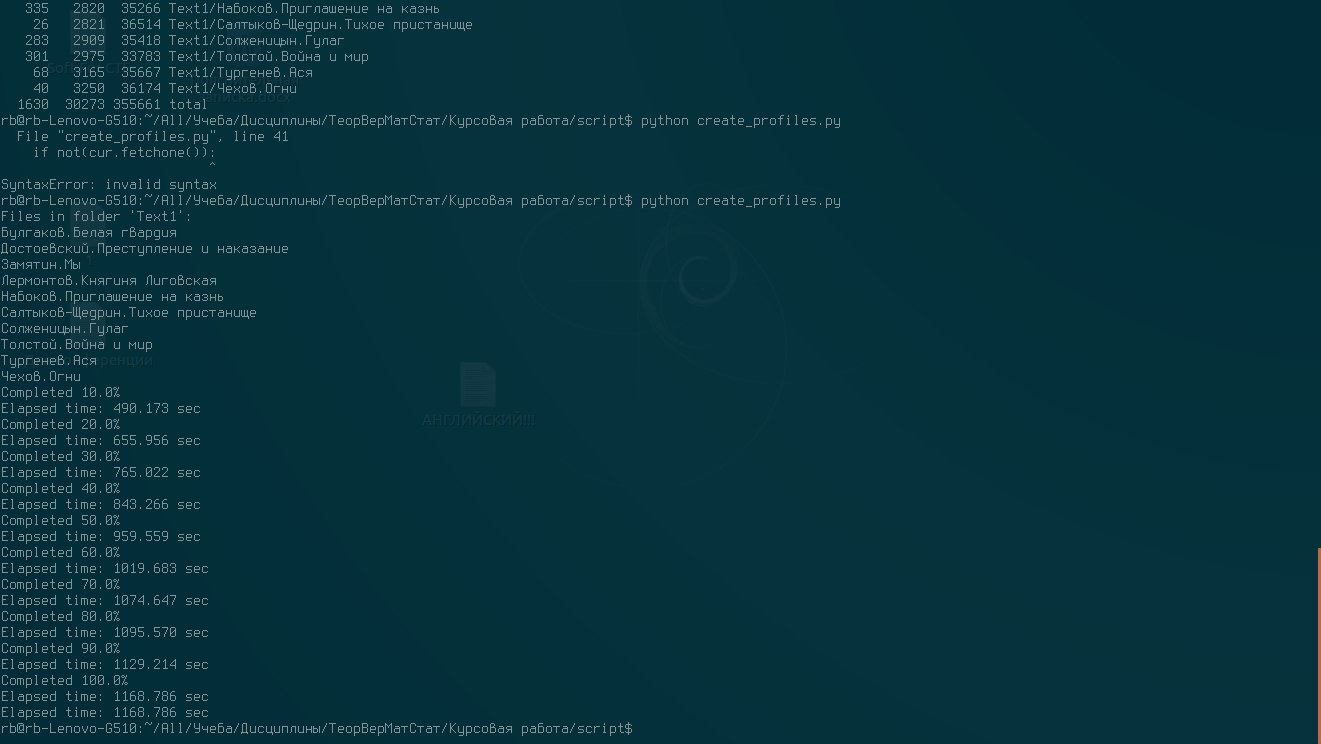 335   2820  35266 Text1/Набоков.Приглашение на казнь
26   2821  36514 Text1/Салтыков-Щедрин.Тихое пристанище
283   2909  35418 Text1/Солженицын.Гулаг
301   2975  33783 Text1/Толстой.Война и мир
68   3165  35667 Text1/Тургенев.Ася
40   3250  36174 Text1/Чехов.Огни
1630  30273 355661 total
rb@rb-Lenovo-G510:~/All/Учеба/Дисциплины/ТеорВерМатСтат/Курсовая работа/script$ python create_profiles.py
File "create_profiles.py", line 41
if not(cur.fetchone()):
^
SyntaxError: invalid syntax
rb@rb-Lenovo-G510:~/All/Учеба/Дисциплины/ТеорВерМатСтат/Курсовая работа/script$ python create_profiles.py
Files in folder 'Text1':
Булгаков.Белая гвардия
Достоевский.Преступление и наказание
Замятин.Мы
Лермонтов.Княгиня Лиговская
Набоков.Приглашение на казнь
Салтыков-Щедрин.Тихое пристанище
Солженицын.Гулаг
Толстой.Война и мир
Тургенев.Ася
Чехов.Огни
Completed 10.0%
Elapsed time: 490.173 sec
Completed 20.0%
Elapsed time: 655.956 sec
Completed 30.0%
Elapsed time: 765.022 sec
Completed 40.0%
Elapsed time: 843.266 sec
АНГЛИЙСКИЙ!!!
Completed 50.0%
Elapsed time: 959.559 sec
Completed 60.0%
Elapsed time: 1019.683 sec
Completed 70.0%
Elapsed time: 1074.647 sec
Completed 80.0%
Elapsed time: 1095.570 sec
Completed 90.0%
Elapsed time: 1129.214 sec
Completed 100.0%
Elapsed time: 1168.786 sec
Elapsed time: 1168.786 sec
rb@rb-Lenovo-G510:~/All/Учеба/Дисциплины/ТеорВерМатСтат/Курсовая работа/script$